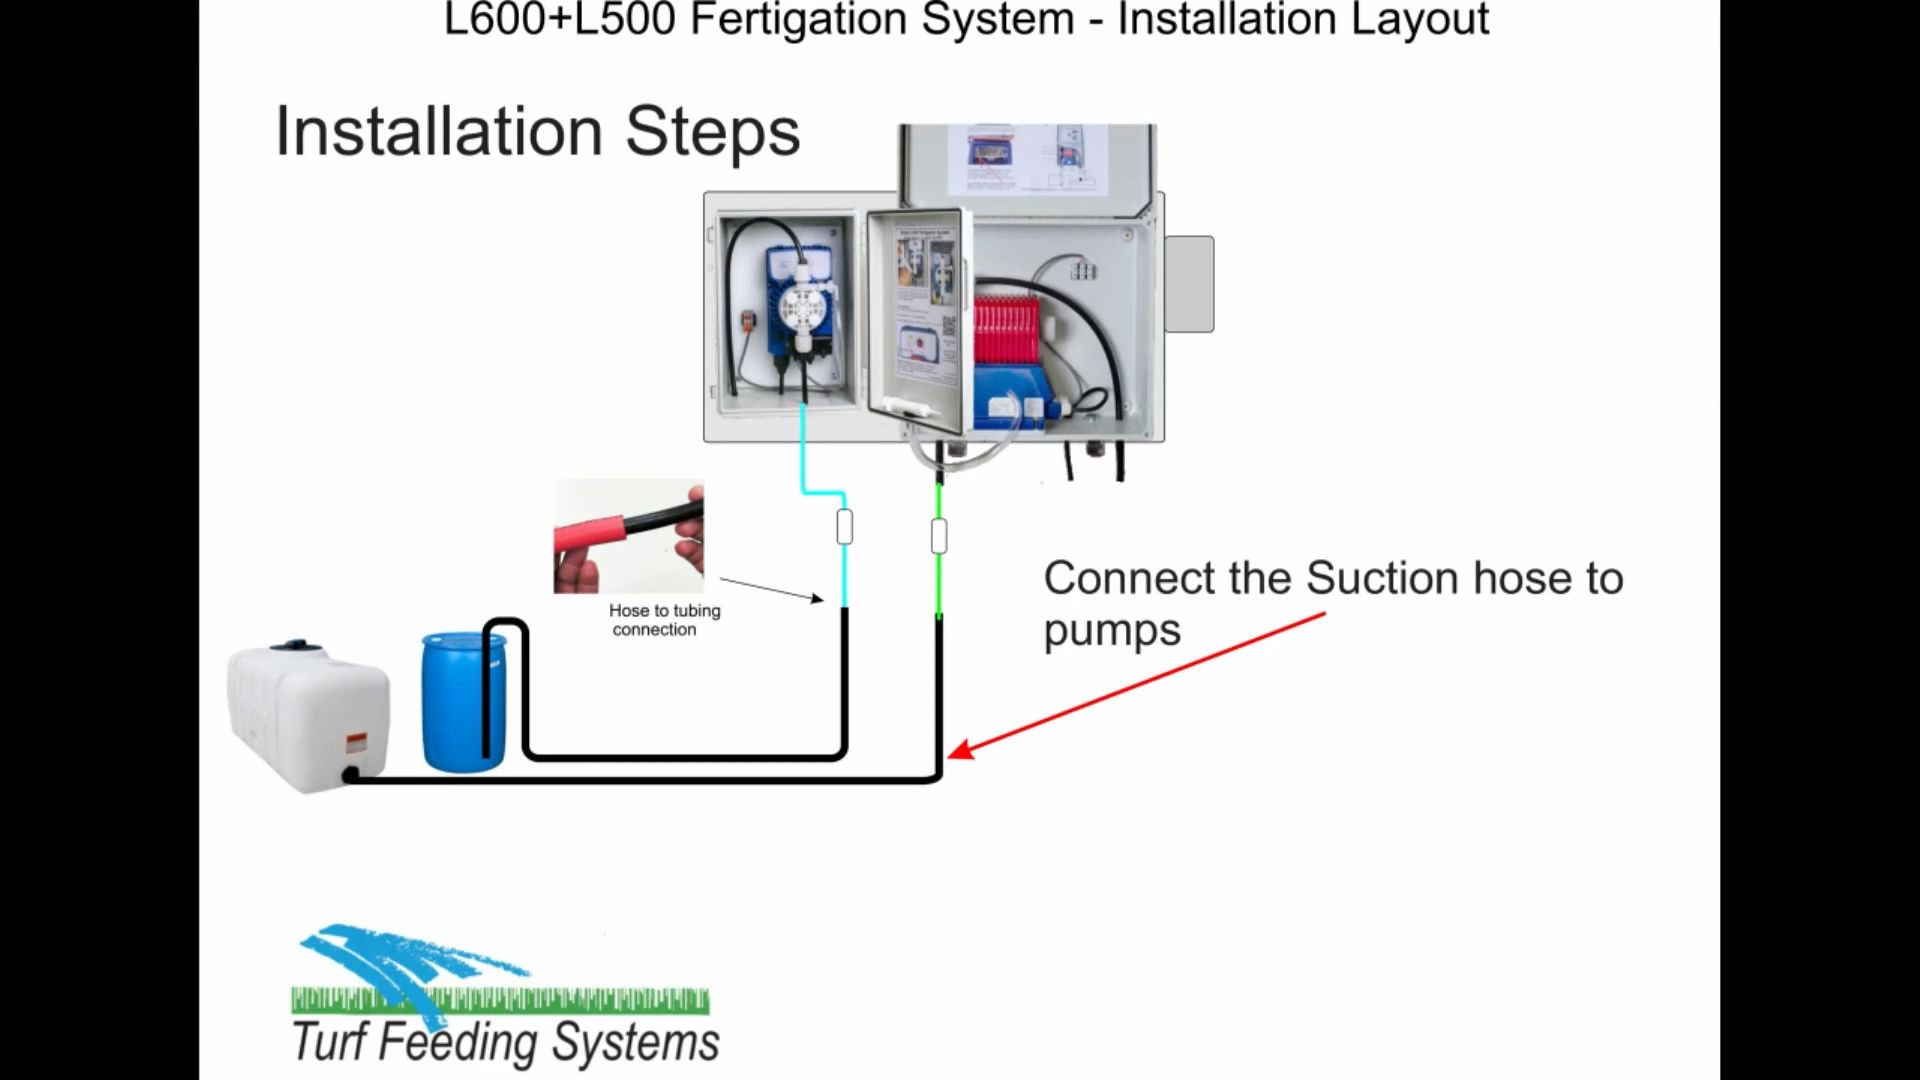 L600+L500 Fertigation System - Installation Layout
Installation Steps
Hose to tubing
connection
Connect the Suction hose to
pumps
Turf Feeding Systems